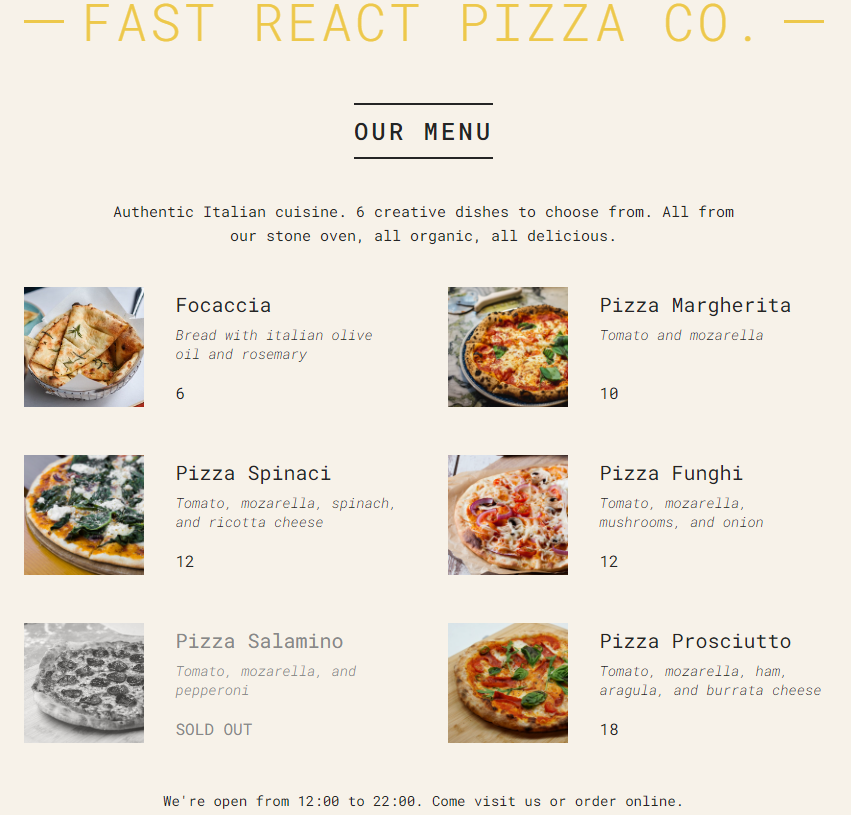 FAST REACT PIZZA CO.
OUR MENU
Authentic Italian cuisine. 6 creative dishes to choose from. All from
our stone oven, all organic, all delicious.
Focaccia
Bread with italian olive
oil and rosemary
6
Pizza Margherita
Tomato and mozarella
10
Pizza Spinaci
Tomato, mozarella, spinach,
and ricotta cheese
12
Pizza Funghi
Tomato, mozarella,
mushrooms, and onion
12
Pizza Salamino
Tomato, mozarella, and
pepperoni
SOLD OUT
Pizza Prosciutto
Tomato, mozarella, ham,
aragula, and burrata cheese
18
We're open from 12:00 to 22:00. Come visit us or order online.